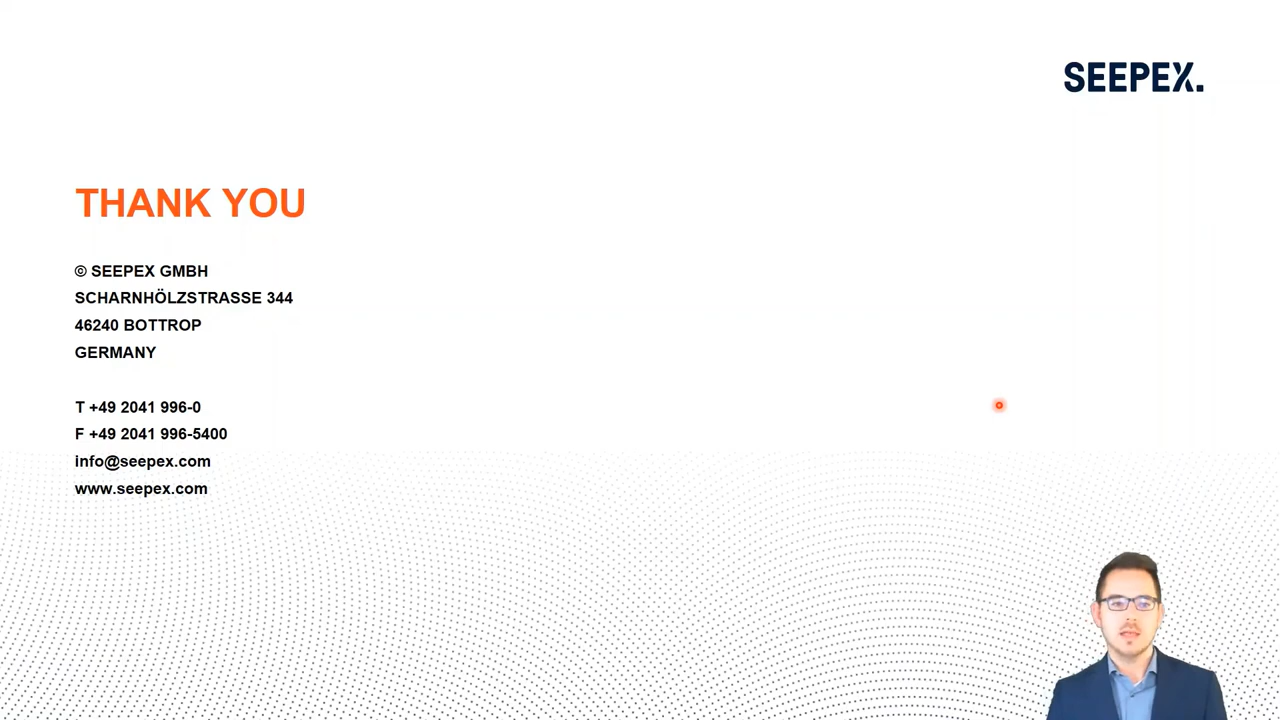 SEEPEX.
THANK YOU
© SEEPEX GMBH
SCHARNHÖLZSTRASSE 344
46240 BOTTROP
GERMANY
T +49 2041 996-0
F +49 2041 996-5400
info@seepex.com
www.seepex.com